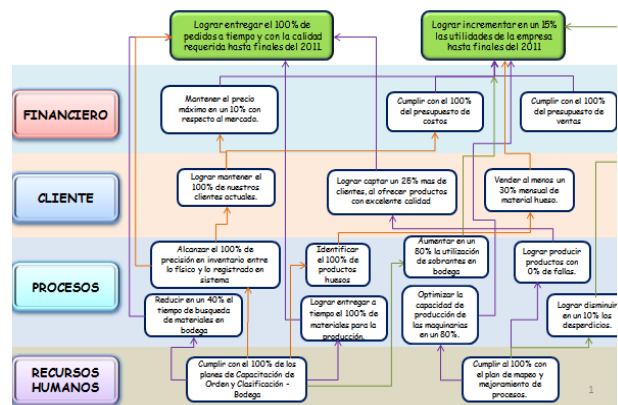 Lograr entregar el 100% de
pedidos a tiempo y con la calidad
requerida hasta finales del 2011.
Lograr incrementar en un 15%
las utilidades de la empresa
hasta finales del 2011
FINANCIERO
Mantener el precio
máximo en un 10% con
respecto al mercado.
Cumplir con el 100%
del presupuesto de
costos
Cumplir con el 100%
del presupuesto de
ventas
CLIENTE
Lograr mantener el
100% de nuestros
clientes actuales.
Lograr captar un 25% mas de
clientes, al ofrecer productos
con excelente calidad
Vender al menos un
30% mensual de
material hueso.
PROCESOS
Alcanzar el 100% de
precisión en inventario entre
lo físico y lo registrado en
sistema
Identificar
el 100% de
productos
huesos
Aumentar en un
80% la utilización
de sobrantes en
bodega
Lograr producir
productos con
0% de fallas.
Reducir en un 40% el
tiempo de busqueda
de materiales en
bodega
Lograr entregar a
tiempo el 100% de
materiales para la
producción.
Optimizar la
capacidad de
producción de
las maquinarias
en un 80%.
Lograr disminuir
en un 10% los
desperdicios.
RECURSOS
HUMANOS
Cumplir con el 100% de los
planes de Capacitación de
Orden y Clasificación -
Bodega
Cumplir al 100% con
el plan de mapeo y
mejoramiento de
procesos.
1